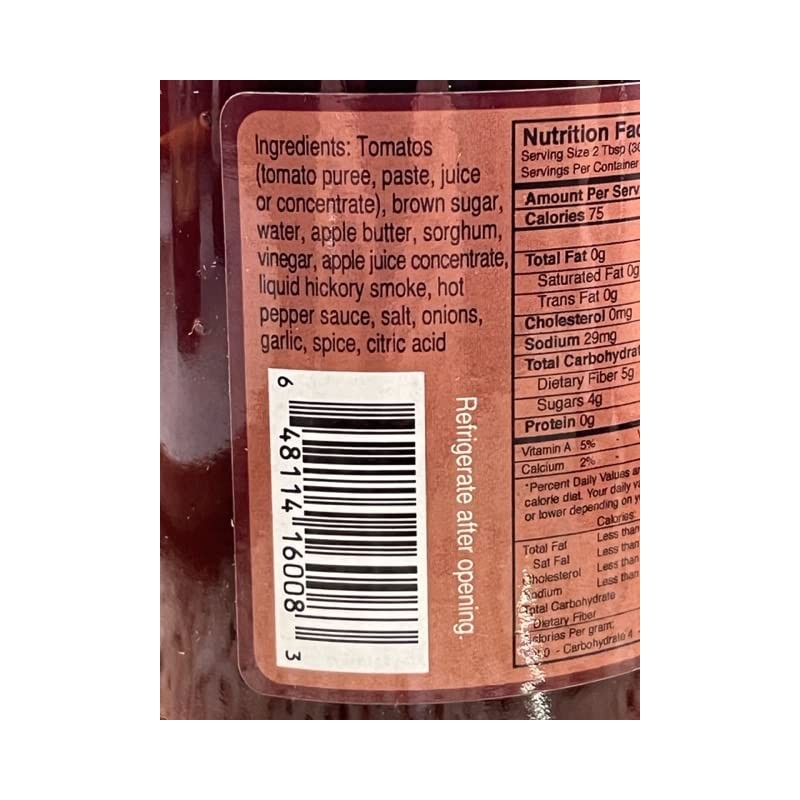 Ingredients: Tomatos
(tomato puree, paste, juice
or concentrate), brown sugar,
water, apple butter, sorghum,
vinegar, apple juice concentrate,
liquid hickory smoke, hot
pepper sauce, salt, onions,
garlic, spice, citric acid
6 48114 16008 3
Refrigerate after opening.
Nutrition Fac
Serving Size 2 Tbsp (30
Servings Per Container
Amount Per Serv
Calories 75
Total Fat 0g
Saturated Fat 0g
Trans Fat 0g
Cholesterol 0mg
Sodium 29mg
Total Carbohydrat
Dietary Fiber 5g
Sugars 4g
Protein 0g
Vitamin A 5% ·
Calcium 2% ·
*Percent Daily Values ar
calorie diet. Your daily va
or lower depending on y
Calories:
Total Fat Less than
Sat Fat Less than
Cholesterol Less than
Sodium Less than
Total Carbohydrate
Dietary Fiber
Calories Per gram:
- Carbohydrate 4